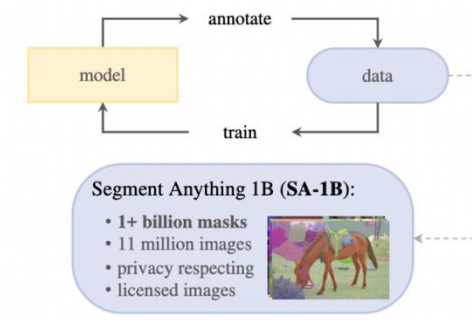 annotate
model
data
train
Segment Anything 1B (SA-1B):
• 1+ billion masks
• 11 million images
• privacy respecting
• licensed images